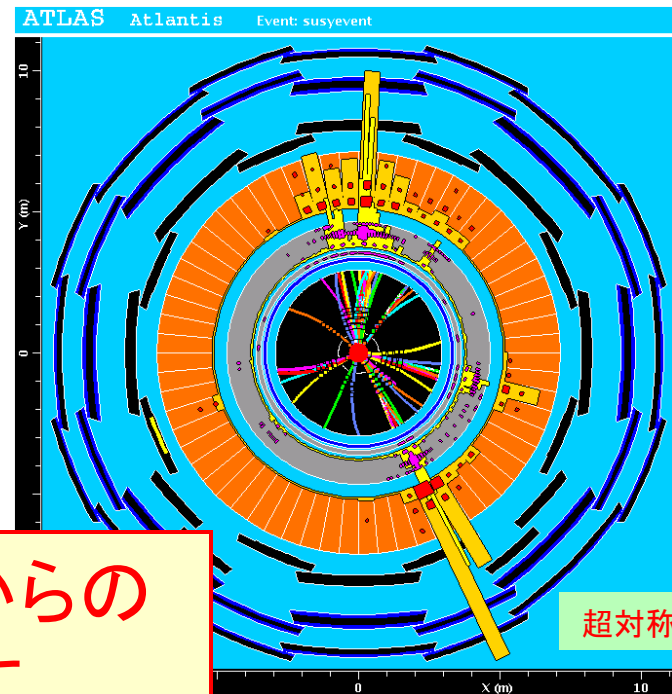 ATLAS Atlantis Event: susyevent
10
Y (m)
0
からの
0 X (m) 10
超対称